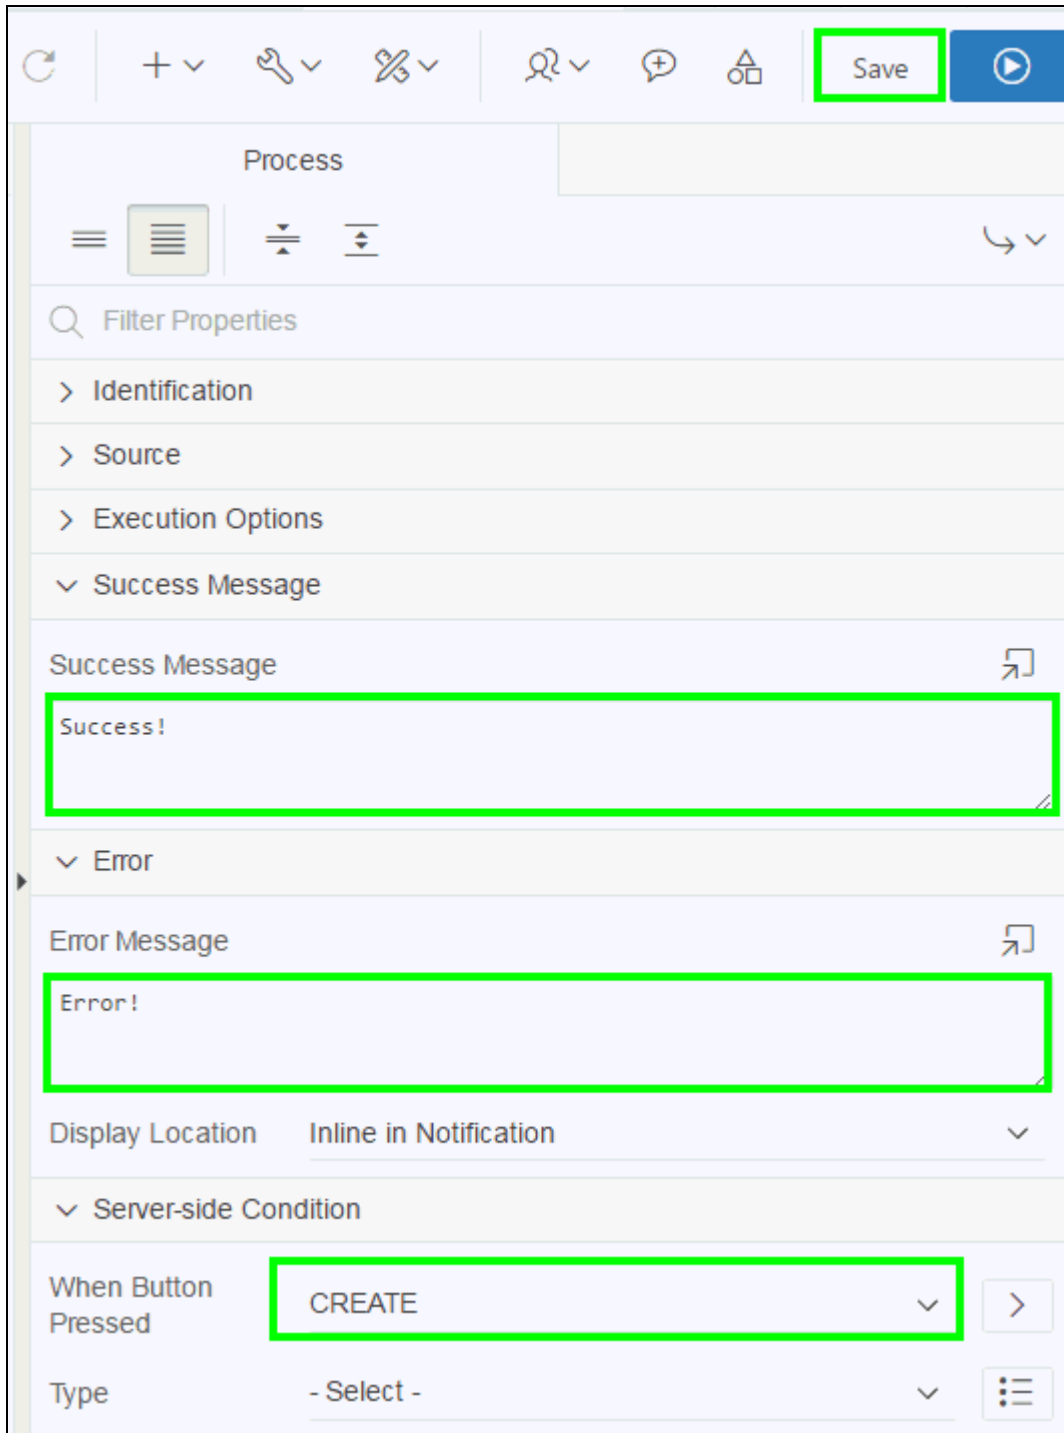 Save
Process
Filter Properties
Identification
Source
Execution Options
Success Message
Success Message
Success!
Error
Error Message
Error!
Display Location Inline in Notification
Server-side Condition
When Button
Pressed
CREATE
Type - Select -